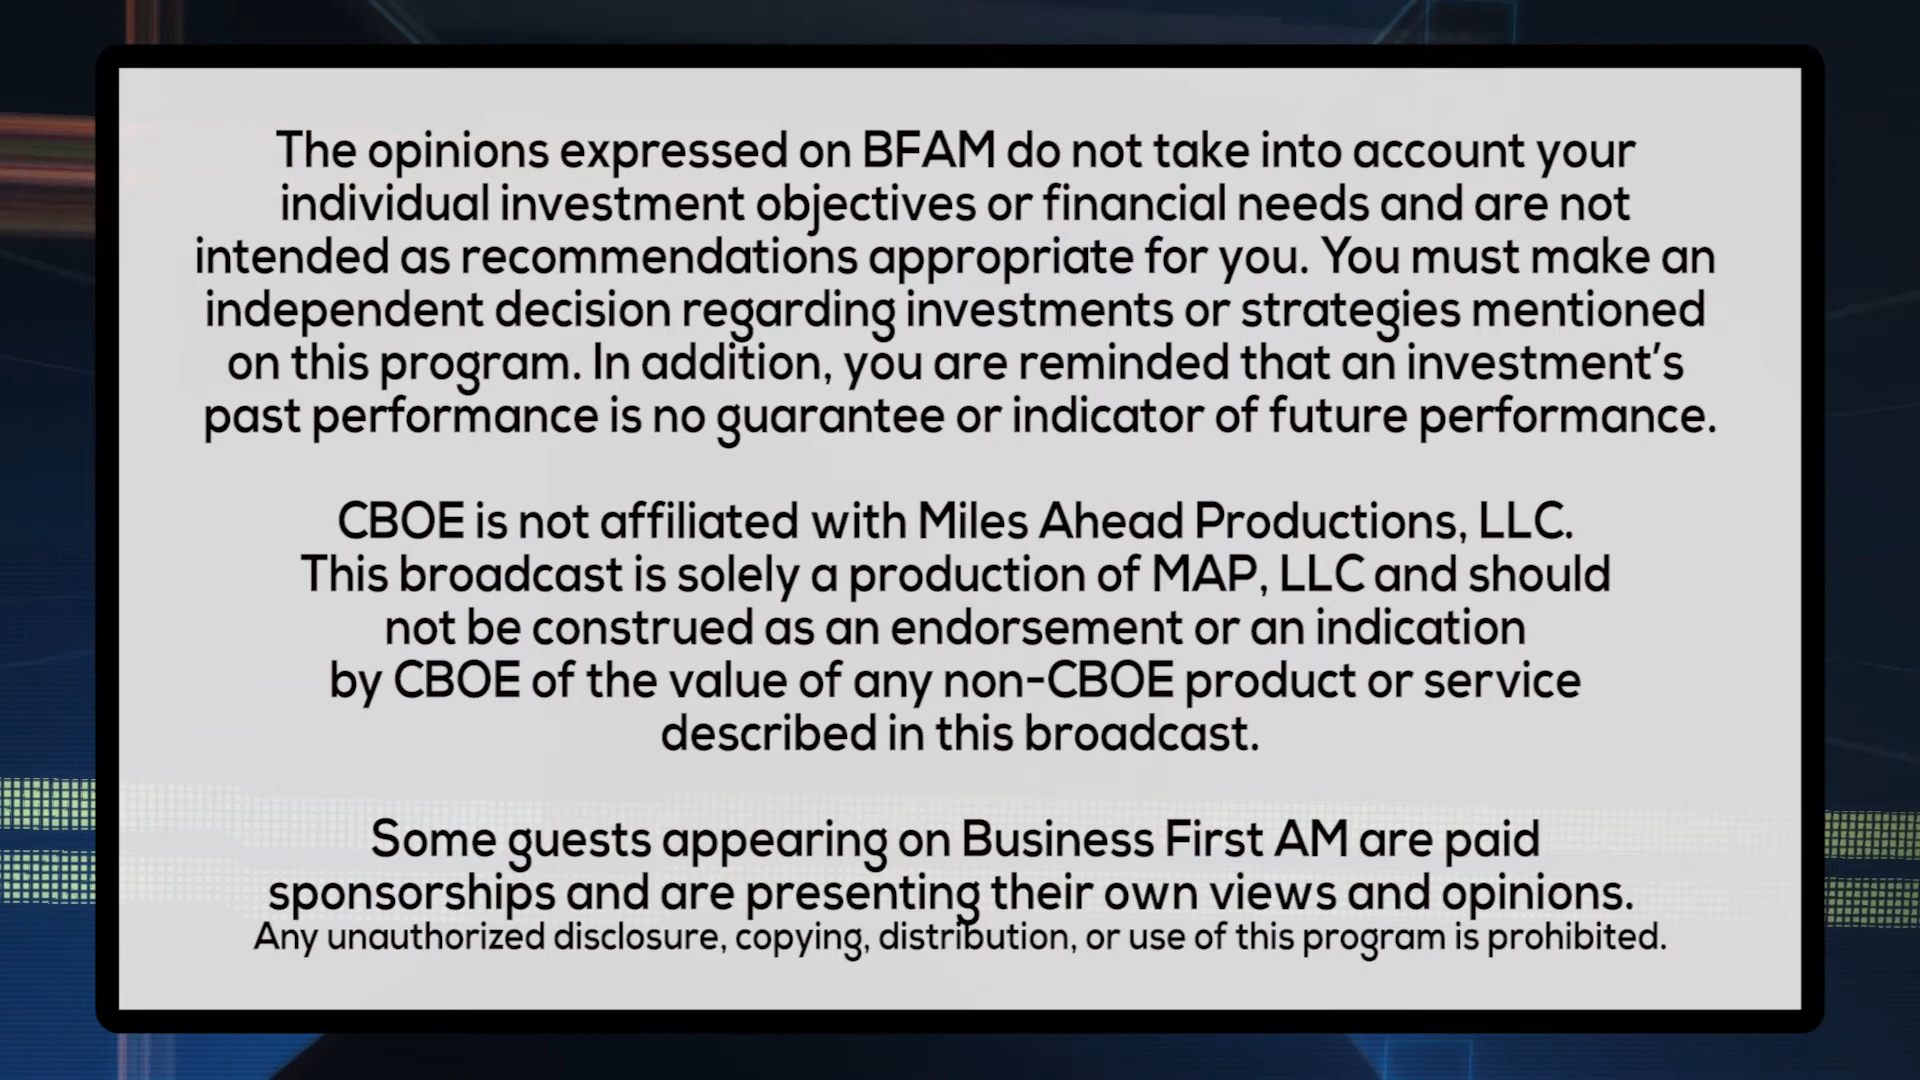 The opinions expressed on BFAM do not take into account your
individual investment objectives or financial needs and are not
intended as recommendations appropriate for you. You must make an
independent decision regarding investments or strategies mentioned
on this program. In addition, you are reminded that an investment’s
past performance is no guarantee or indicator of future performance.
CBOE is not affiliated with Miles Ahead Productions, LLC.
This broadcast is solely a production of MAP, LLC and should
not be construed as an endorsement or an indication
by CBOE of the value of any non-CBOE product or service
described in this broadcast.
Some guests appearing on Business First AM are paid
sponsorships and are presenting their own views and opinions.
Any unauthorized disclosure, copying, distribution, or use of this program is prohibited.